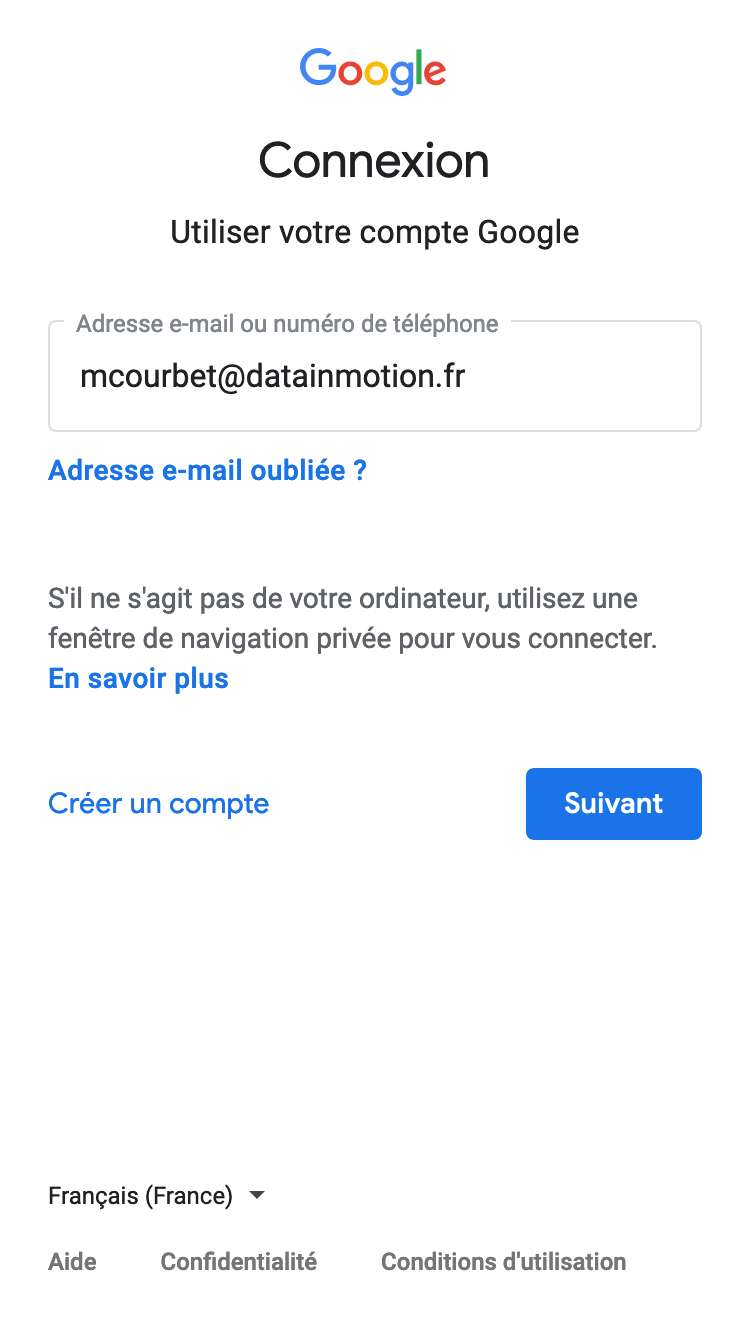 Google
Connexion
Utiliser votre compte Google
Adresse e-mail ou numéro de téléphone
mcourbet@datainmotion.fr
Adresse e-mail oubliée ?
S'il ne s'agit pas de votre ordinateur, utilisez une
fenêtre de navigation privée pour vous connecter.
En savoir plus
Créer un compte
Suivant
Français (France)
Aide
Confidentialité
Conditions d'utilisation